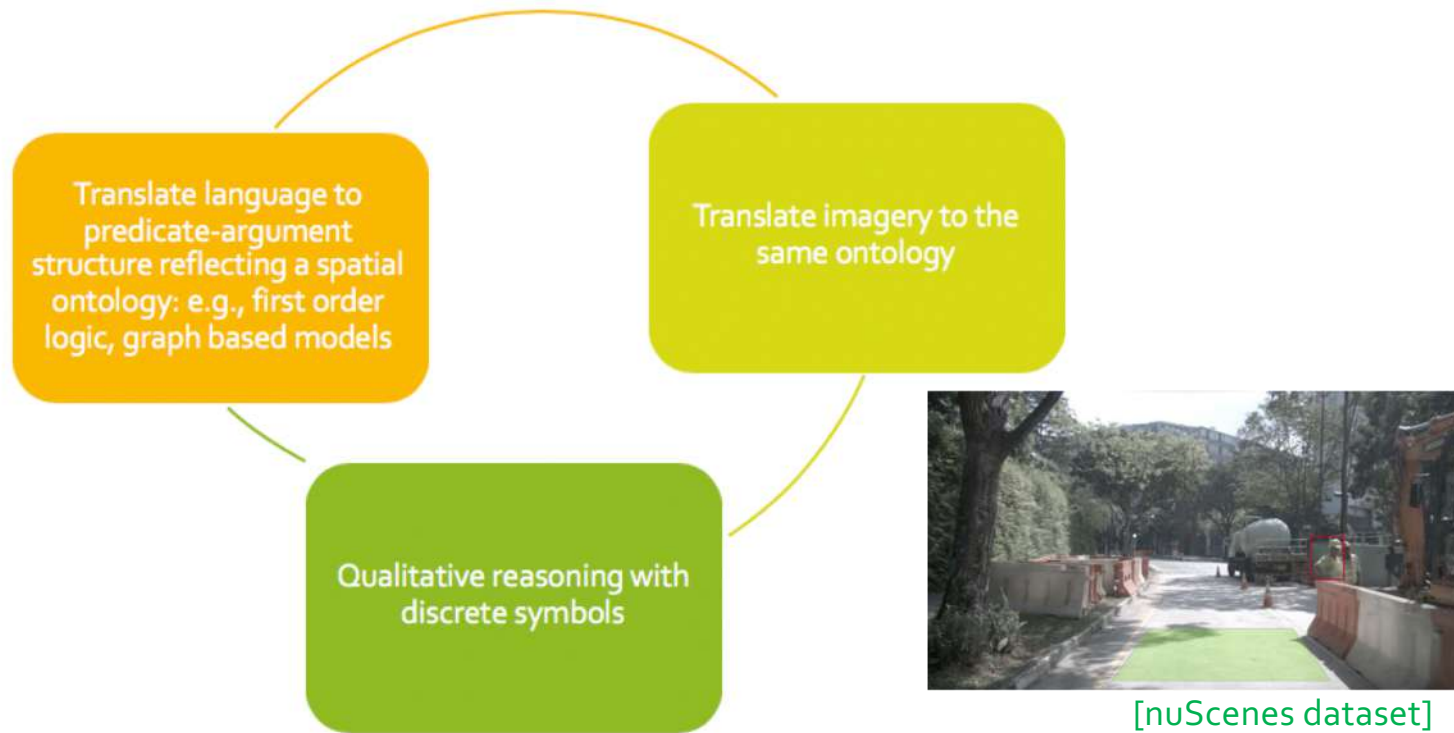 Translate language to
predicate-argument
structure reflecting a spatial
ontology: e.g., first order
logic, graph based models
Translate imagery to the
same ontology
Qualitative reasoning with
discrete symbols
[nuScenes dataset]